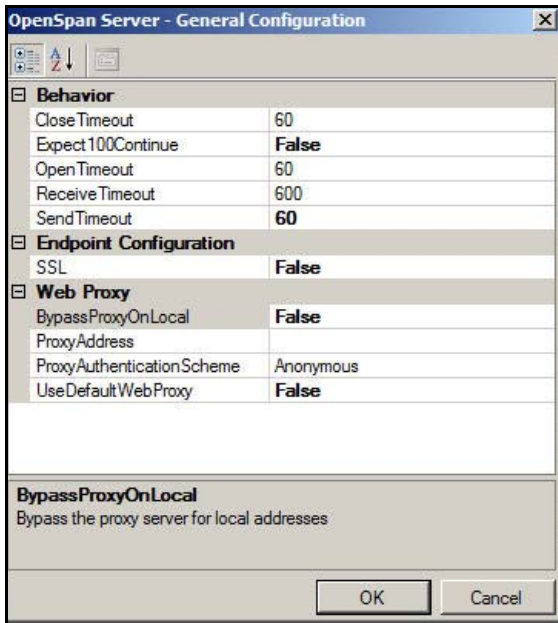 OpenSpan Server - General Configuration
Behavior
CloseTimeout 60
Expect100Continue False
OpenTimeout 60
ReceiveTimeout 600
SendTimeout 60
Endpoint Configuration
SSL False
Web Proxy
BypassProxyOnLocal False
ProxyAddress
ProxyAuthenticationScheme Anonymous
UseDefaultWebProxy False
BypassProxyOnLocal
Bypass the proxy server for local addresses
OK Cancel